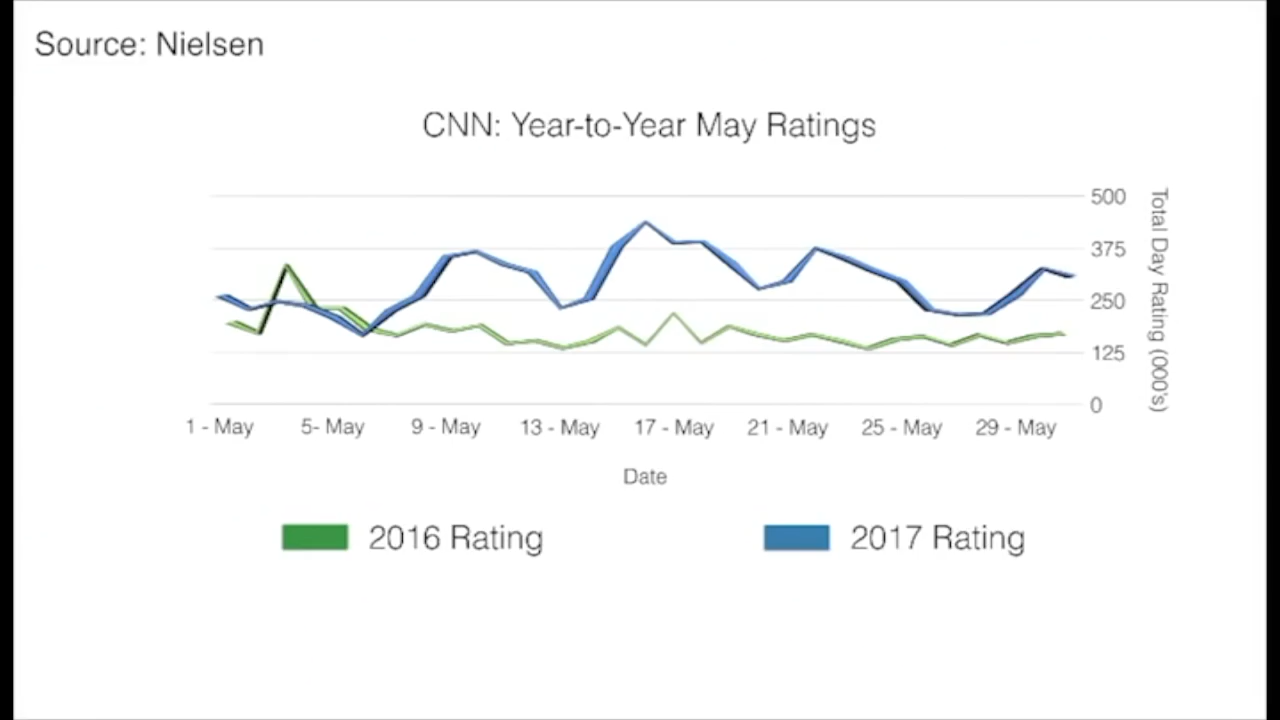 Source: Nielsen
CNN: Year-to-Year May Ratings
500
375
250
125
0
Total Day Rating (000's)
1 - May 5- May 9 - May 13 - May 17 - May 21 - May 25 - May 29 - May
Date
2016 Rating 2017 Rating